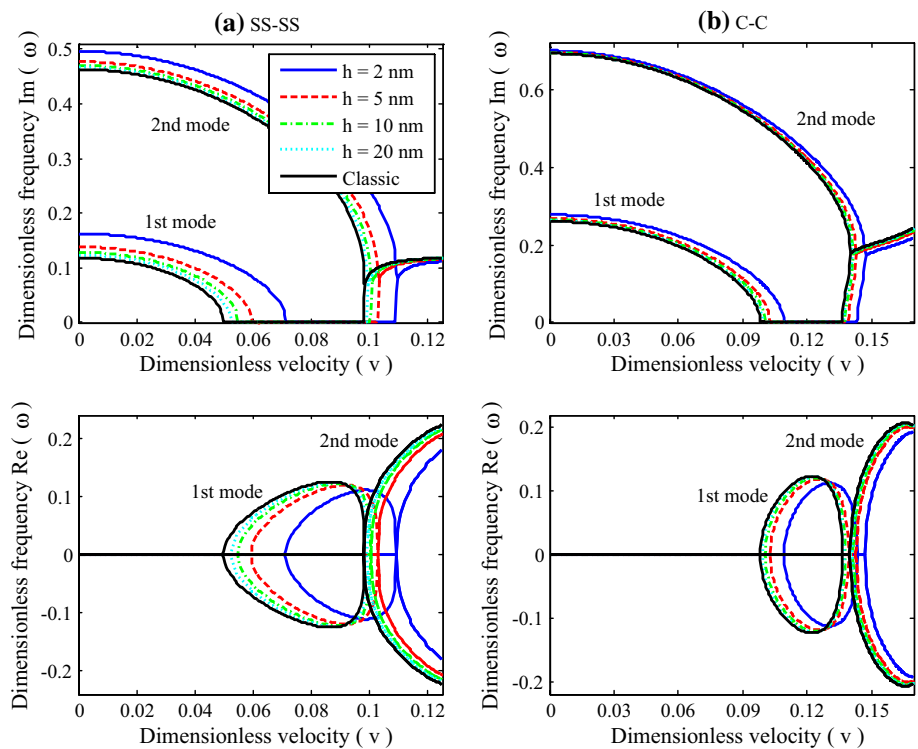 (a) SS-SS
(b) C-C
Dimensionless frequency Im ( ω)
0.5
0.4
0.3
0.2
0.1
0
2nd mode
1st mode
h = 2 nm
h = 5 nm
h = 10 nm
h = 20 nm
Classic
0 0.02 0.04 0.06 0.08 0.1 0.12
Dimensionless velocity ( v )
Dimensionless frequency Im ( ω)
0.6
0.4
0.2
0
2nd mode
1st mode
0 0.03 0.06 0.09 0.12 0.15
Dimensionless velocity ( v )
Dimensionless frequency Re ( ω)
0.2
0.1
0
-0.1
-0.2
2nd mode
1st mode
0 0.02 0.04 0.06 0.08 0.1 0.12
Dimensionless velocity ( v )
Dimensionless frequency Re ( ω)
0.2
0.1
0
-0.1
-0.2
2nd mode
1st mode
0 0.03 0.06 0.09 0.12 0.15
Dimensionless velocity ( v )